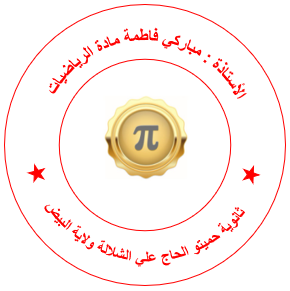 الأستاذة : مباركي فاطمة مادة الرياضيات
π
ثانوية حميتو الحاج علي الشلالة ولاية البيض